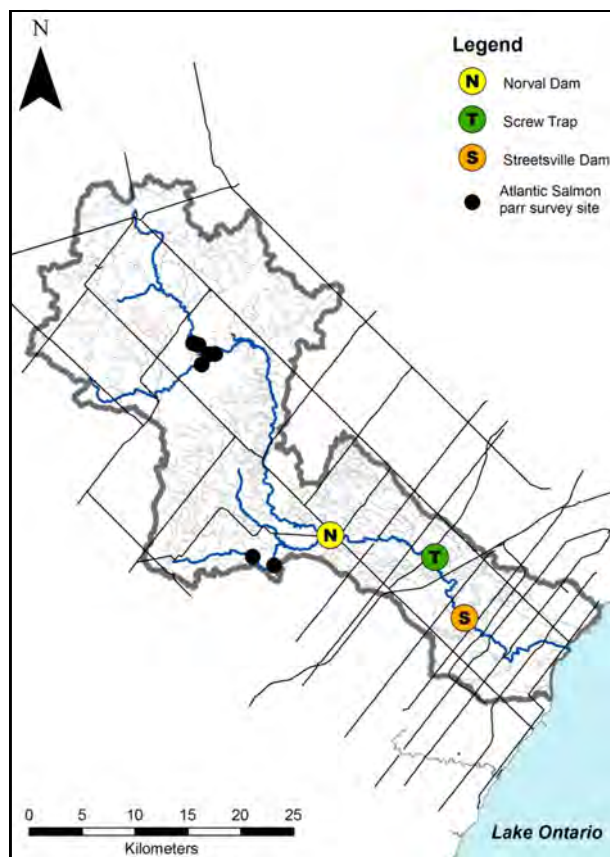 N
Legend
N Norval Dam
T Screw Trap
S Streetsville Dam
Atlantic Salmon
parr survey site
N
T
S
0 5 10 15 20 25
Kilometers
Lake Ontario